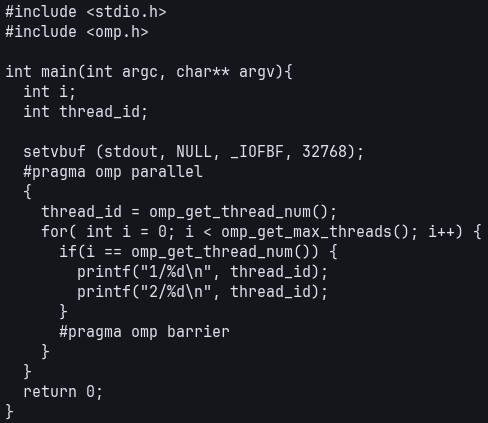 #include <stdio.h>
#include <omp.h>

int main(int argc, char** argv){
  int i;
  int thread_id;

  setvbuf (stdout, NULL, _IOFBF, 32768);
  #pragma omp parallel
  {
    thread_id = omp_get_thread_num();
    for( int i = 0; i < omp_get_max_threads(); i++) {
      if(i == omp_get_thread_num()) {
        printf("1/%d\n", thread_id);
        printf("2/%d\n", thread_id);
      }
      #pragma omp barrier
    }
  }
  return 0;
}